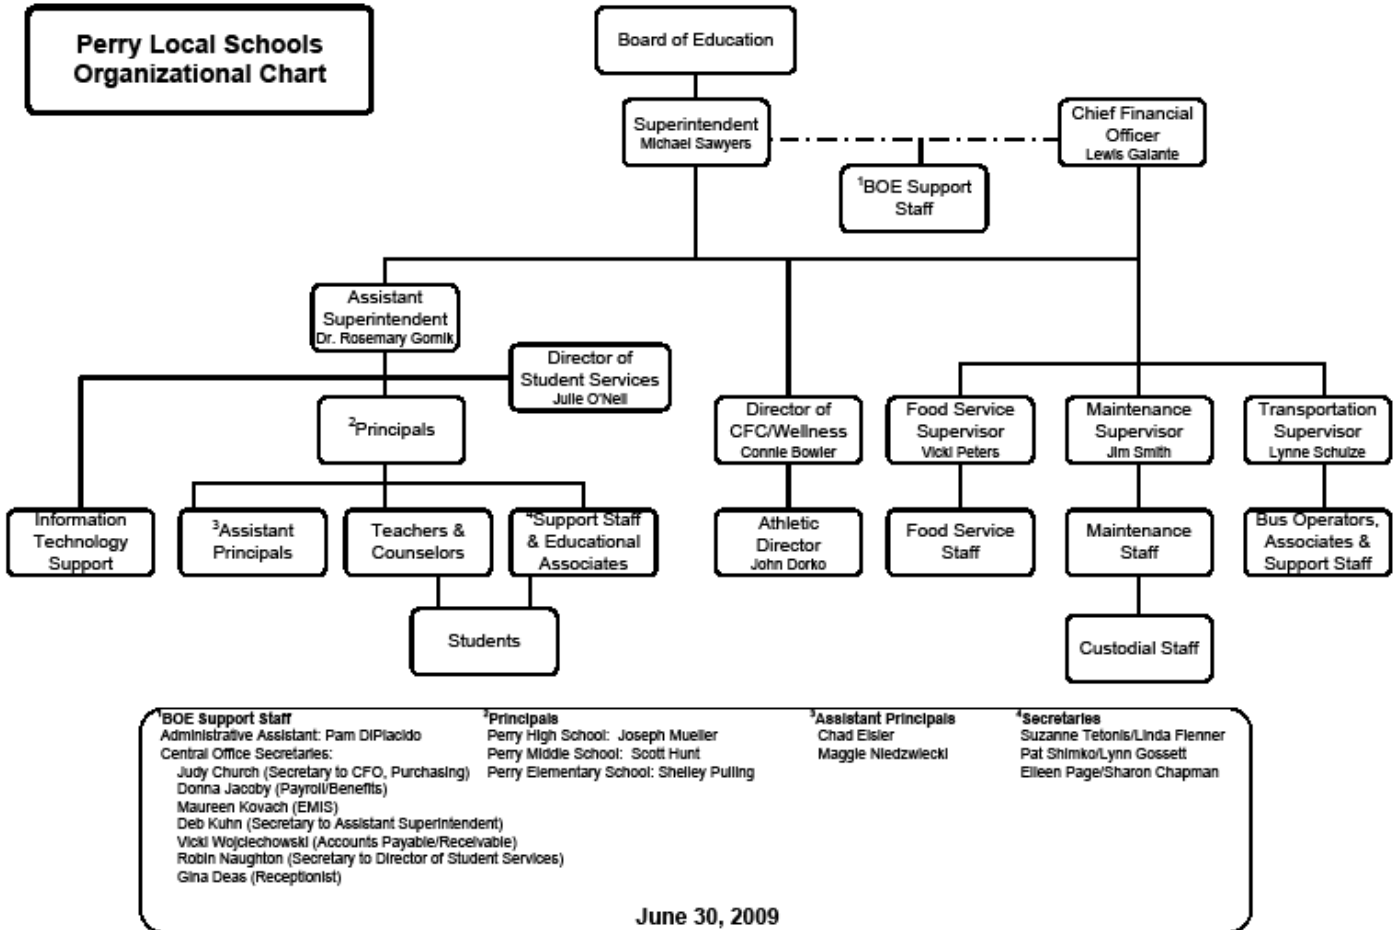 Perry Local Schools
Organizational Chart
Board of Education
Superintendent
Michael Sawyers
Chief Financial
Officer
Lewis Galante
¹BOE Support
Staff
Assistant
Superintendent
Dr. Rosemary Gomik
Director of
Student Services
Julie O'Neil
²Principals
Director of
CFC/Wellness
Connie Bowler
Food Service
Supervisor
Vicki Peters
Maintenance
Supervisor
Jim Smith
Transportation
Supervisor
Lynne Schulze
Information
Technology
Support
³Assistant
Principals
Teachers &
Counselors
⁴Support Staff
& Educational
Associates
Athletic
Director
John Dorko
Food Service
Staff
Maintenance
Staff
Bus Operators,
Associates &
Support Staff
Students
Custodial Staff
¹BOE Support Staff
Administrative Assistant: Pam DiPlacido
Central Office Secretaries:
Judy Church (Secretary to CFO, Purchasing)
Donna Jacoby (Payroll/Benefits)
Maureen Kovach (EMIS)
Deb Kuhn (Secretary to Assistant Superintendent)
Vicki Wojciechowski (Accounts Payable/Receivable)
Robin Naughton (Secretary to Director of Student Services)
Gina Deas (Receptionist)
²Principals
Perry High School: Joseph Mueller
Perry Middle School: Scott Hunt
Perry Elementary School: Shelley Pulling
³Assistant Principals
Chad Eisler
Maggie Niedzwiecki
⁴Secretaries
Suzanne Tetonis/Linda Flenner
Pat Shimko/Lynn Gossett
Eileen Page/Sharon Chapman
June 30, 2009